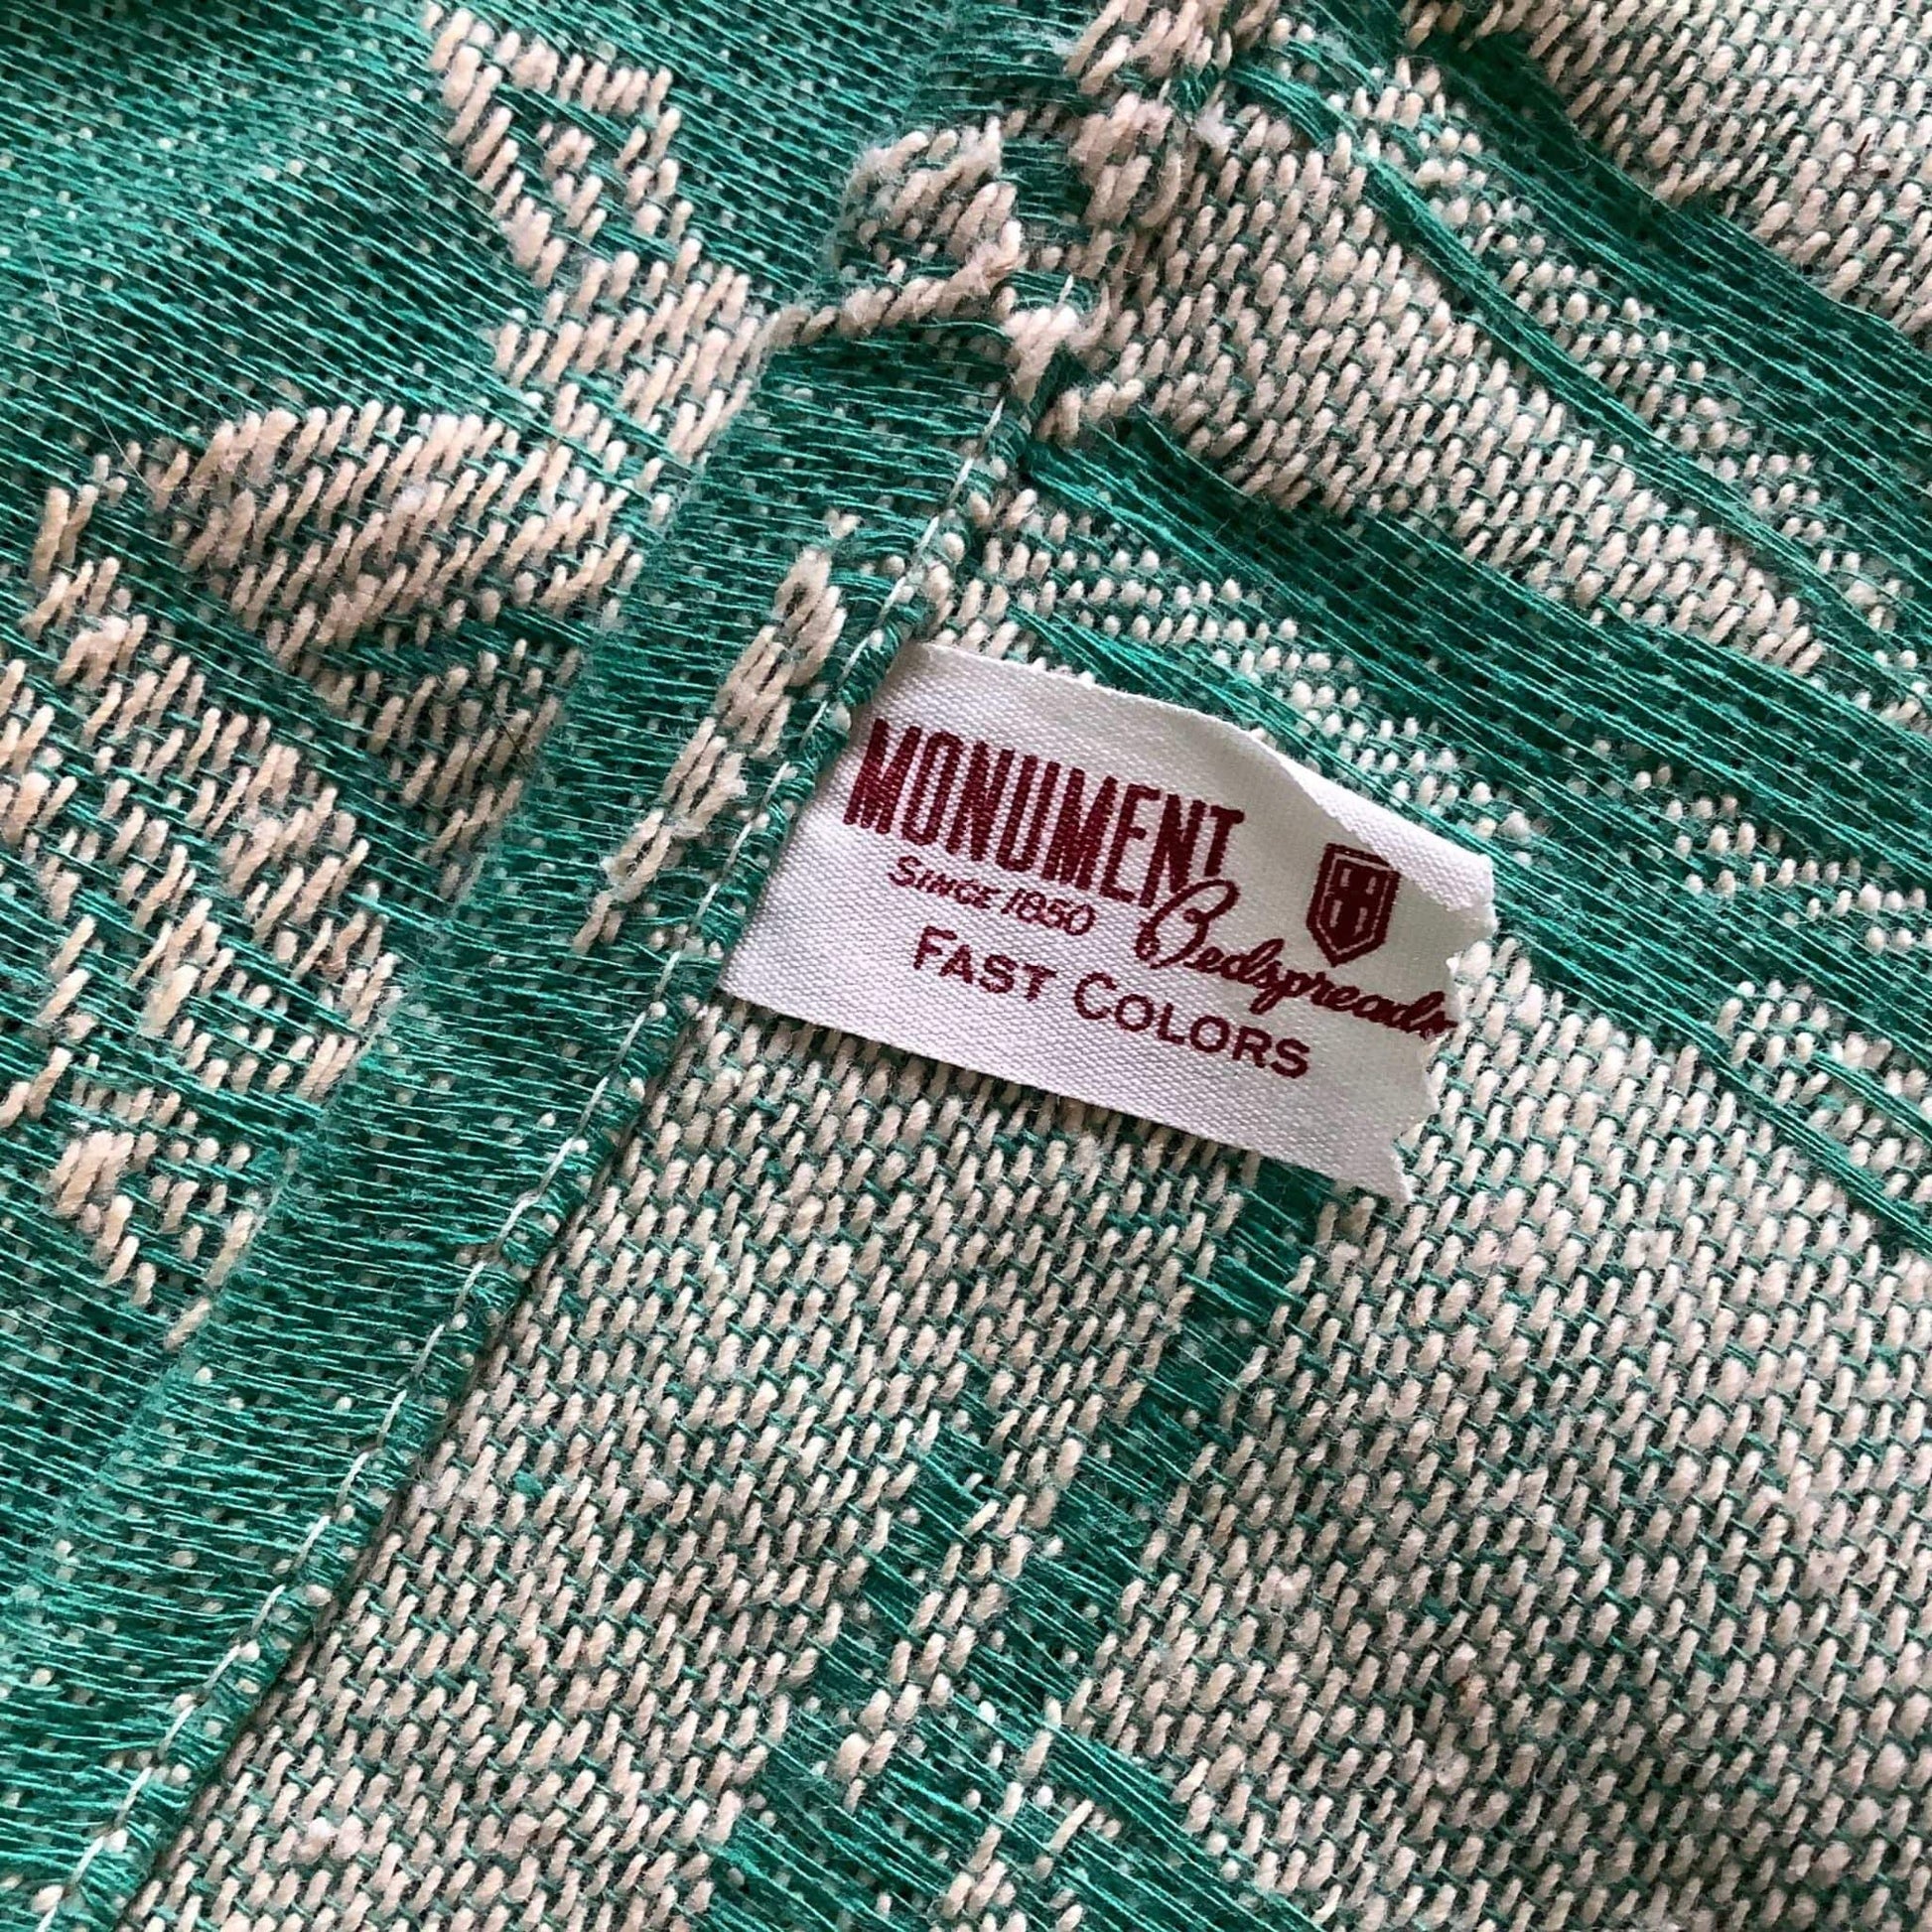 MONUMENT
SINCE 1850 Bedspreads
FAST COLORS